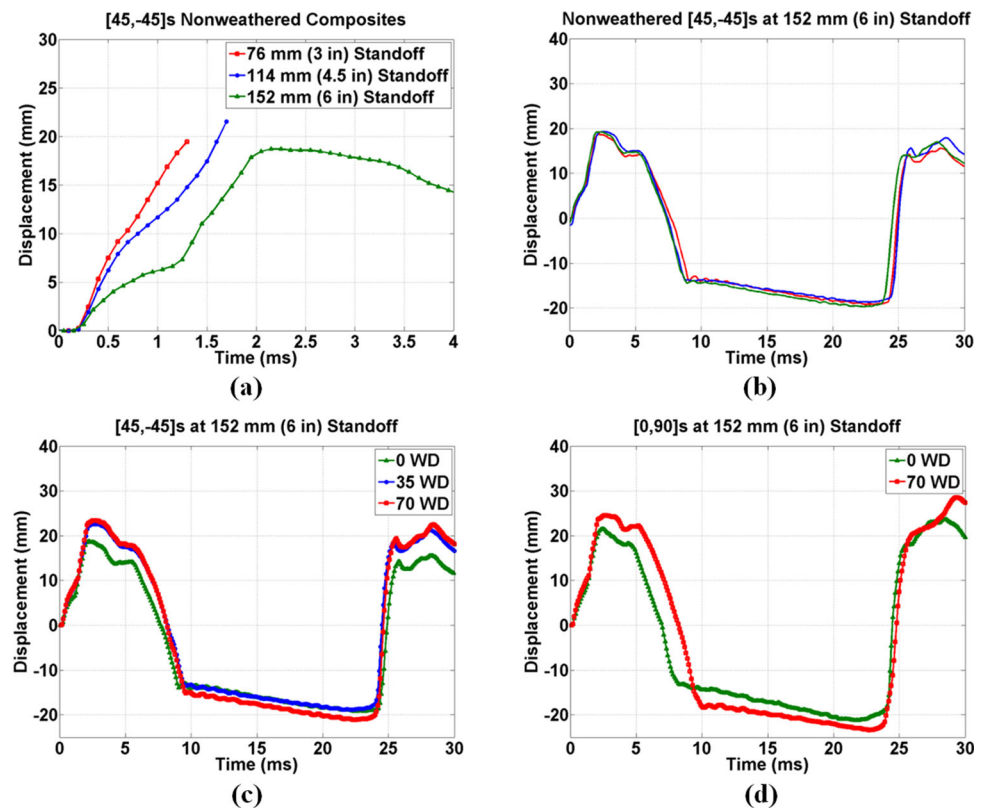 [45,-45]s Nonweathered Composites
30
25
20
15
10
5
0
Displacement (mm)
76 mm (3 in) Standoff
114 mm (4.5 in) Standoff
152 mm (6 in) Standoff
0 0.5 1 1.5 2 2.5 3 3.5 4
Time (ms)
(a)
Nonweathered [45,-45]s at 152 mm (6 in) Standoff
40
30
20
10
0
-10
-20
Displacement (mm)
0 5 10 15 20 25 30
Time (ms)
(b)
[45,-45]s at 152 mm (6 in) Standoff
40
30
20
10
0
-10
-20
Displacement (mm)
0 WD
35 WD
70 WD
0 5 10 15 20 25 30
Time (ms)
(c)
[0,90]s at 152 mm (6 in) Standoff
40
30
20
10
0
-10
-20
Displacement (mm)
0 WD
70 WD
0 5 10 15 20 25 30
Time (ms)
(d)